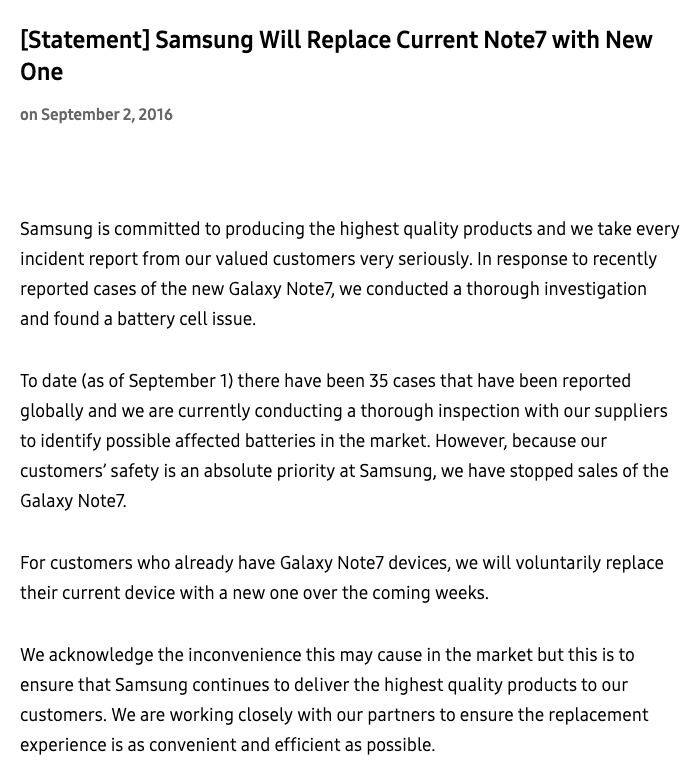 [Statement] Samsung Will Replace Current Note7 with New
One
on September 2, 2016
Samsung is committed to producing the highest quality products and we take every
incident report from our valued customers very seriously. In response to recently
reported cases of the new Galaxy Note7, we conducted a thorough investigation
and found a battery cell issue.
To date (as of September 1) there have been 35 cases that have been reported
globally and we are currently conducting a thorough inspection with our suppliers
to identify possible affected batteries in the market. However, because our
customers’ safety is an absolute priority at Samsung, we have stopped sales of the
Galaxy Note7.
For customers who already have Galaxy Note7 devices, we will voluntarily replace
their current device with a new one over the coming weeks.
We acknowledge the inconvenience this may cause in the market but this is to
ensure that Samsung continues to deliver the highest quality products to our
customers. We are working closely with our partners to ensure the replacement
experience is as convenient and efficient as possible.